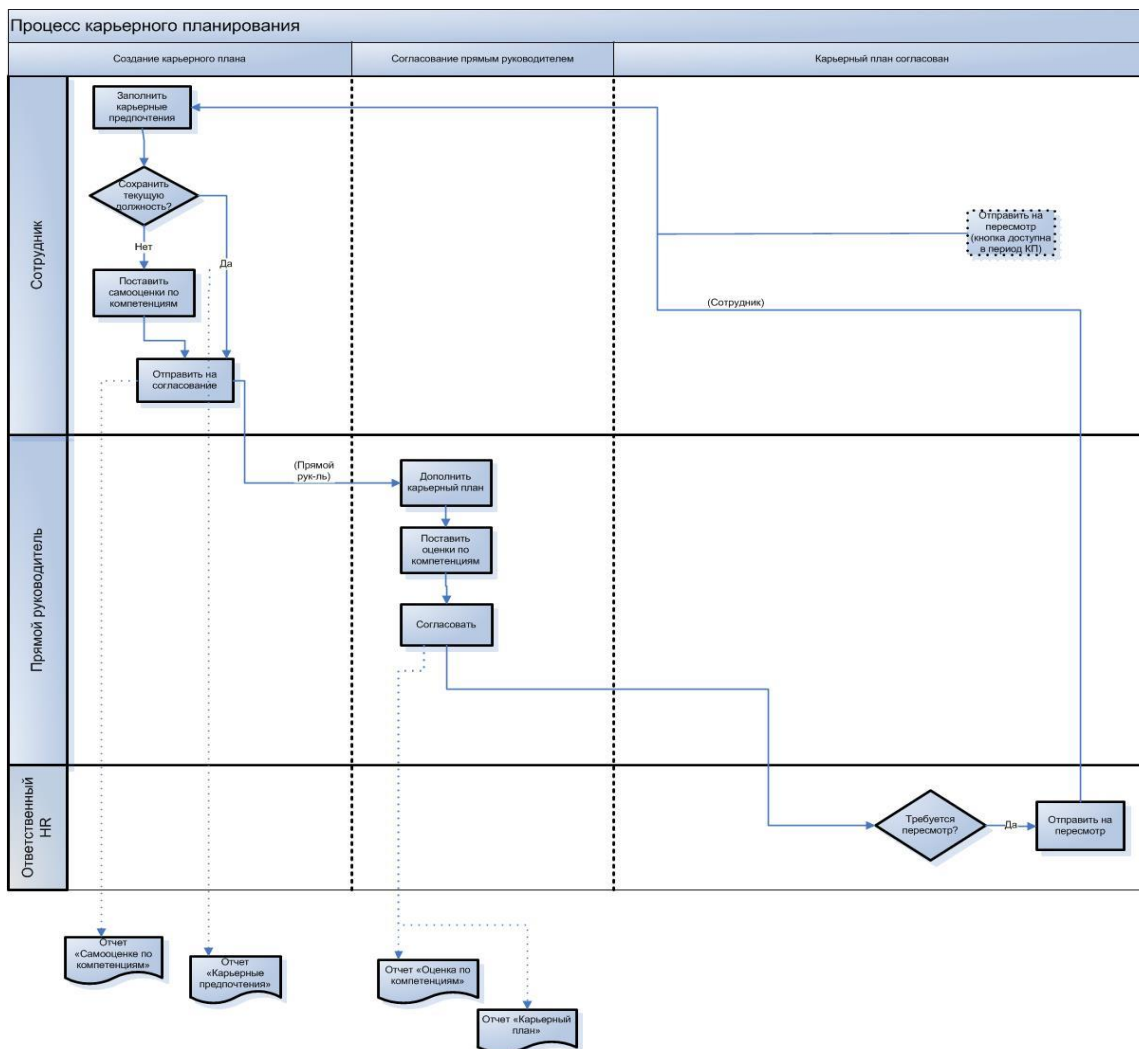 Процесс карьерного планирования
Создание карьерного плана
Согласование прямым руководителем
Карьерный план согласован
Сотрудник
Заполнить
карьерные
предпочтения
Сохранить
текущую
должность?
Нет
Да
Поставить
самооценки по
компетенциям
Отправить на
согласование
Отправить на
пересмотр
(кнопка доступна
в период КП)
(Сотрудник)
Прямой руководитель
(Прямой
рук-ль)
Дополнить
карьерный план
Поставить
оценки по
компетенциям
Согласовать
Ответственный
HR
Требуется
пересмотр?
Да
Отправить на
пересмотр
Отчет
«Самооценке по
компетенциям»
Отчет
«Карьерные
предпочтения»
Отчет «Оценка по
компетенциям»
Отчет «Карьерный
план»